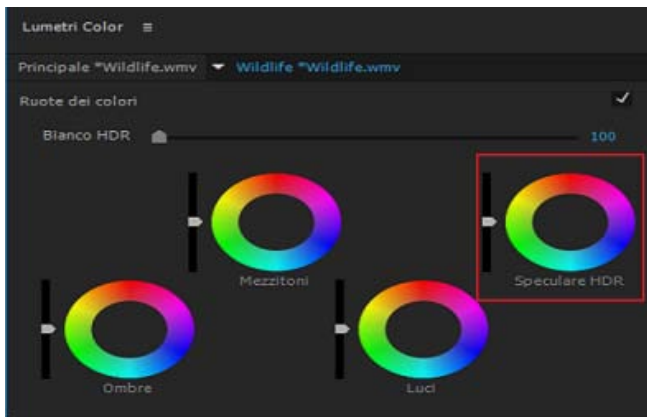 Lumetri Color
Principale *Wildlife.wmv Wildlife *Wildlife.wmv
Ruote dei colori
Bianco HDR 100
Mezzitoni Speculare HDR
Ombre Luci